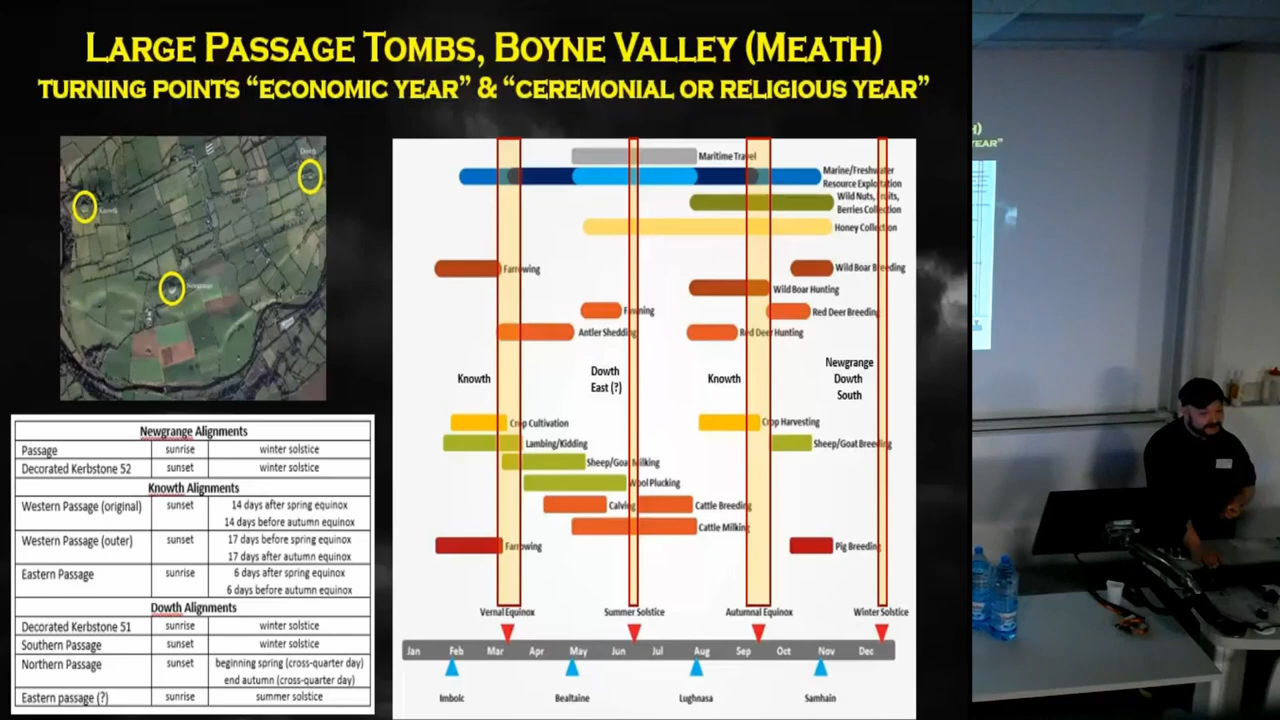 LARGE PASSAGE TOMBS, BOYNE VALLEY (MEATH)
TURNING POINTS “ECONOMIC YEAR” & “CEREMONIAL OR RELIGIOUS YEAR”
Dowth
Knowth
Newgrange
Newgrange Alignments
Passage sunrise winter solstice
Decorated Kerbstone 52 sunset winter solstice
Knowth Alignments
Western Passage (original) sunset 14 days after spring equinox
14 days before autumn equinox
Western Passage (outer) sunset 17 days before spring equinox
17 days after autumn equinox
Eastern Passage sunrise 6 days after spring equinox
6 days before autumn equinox
Dowth Alignments
Decorated Kerbstone 51 sunrise winter solstice
Southern Passage sunset winter solstice
Northern Passage sunset beginning spring (cross-quarter day)
end autumn (cross-quarter day)
Eastern passage (?) sunrise summer solstice
Maritime Travel
Marine/Freshwater
Resource Exploitation
Wild Nuts, Fruits,
Berries Collection
Honey Collection
Farrowing
Wild Boar Breeding
Wild Boar Hunting
Fawning
Red Deer Breeding
Antler Shedding
Red Deer Hunting
Knowth
Dowth
East (?)
Knowth
Newgrange
Dowth
South
Crop Cultivation
Crop Harvesting
Lambing/Kidding
Sheep/Goat Breeding
Sheep/Goat Milking
Wool Plucking
Calving
Cattle Breeding
Cattle Milking
Farrowing
Pig Breeding
Vernal Equinox
Summer Solstice
Autumnal Equinox
Winter Solstice
Jan Feb Mar Apr May Jun Jul Aug Sep Oct Nov Dec
Imbolc
Bealtaine
Lughnasa
Samhain
H)
YEAR”